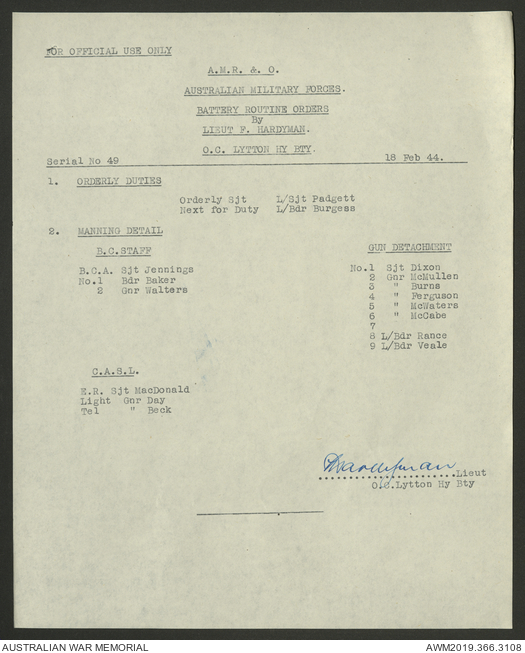 FOR OFFICIAL USE ONLY
A.M.R. &. O.
AUSTRALIAN MILITARY FORCES.
BATTERY ROUTINE ORDERS
By
LIEUT F. HARDYMAN.
O.C. LYTTON HY BTY.
Serial No 49 18 Feb 44.
1. ORDERLY DUTIES
Orderly Sjt L/Sjt Padgett
Next for Duty L/Bdr Burgess
2. MANNING DETAIL
B.C.STAFF
B.C.A. Sjt Jennings
No.1 Bdr Baker
2 Gnr Walters
GUN DETACHMENT
No.1 Sjt Dixon
2 Gnr McMullen
3 " Burns
4 " Ferguson
5 " McWaters
6 " McCabe
7
8 L/Bdr Rance
9 L/Bdr Veale
C.A.S.L.
E.R. Sjt MacDonald
Light Gnr Day
Tel " Beck
FHardyman
Lieut
O.C.Lytton Hy Bty
AUSTRALIAN WAR MEMORIAL AWM2019.366.3108